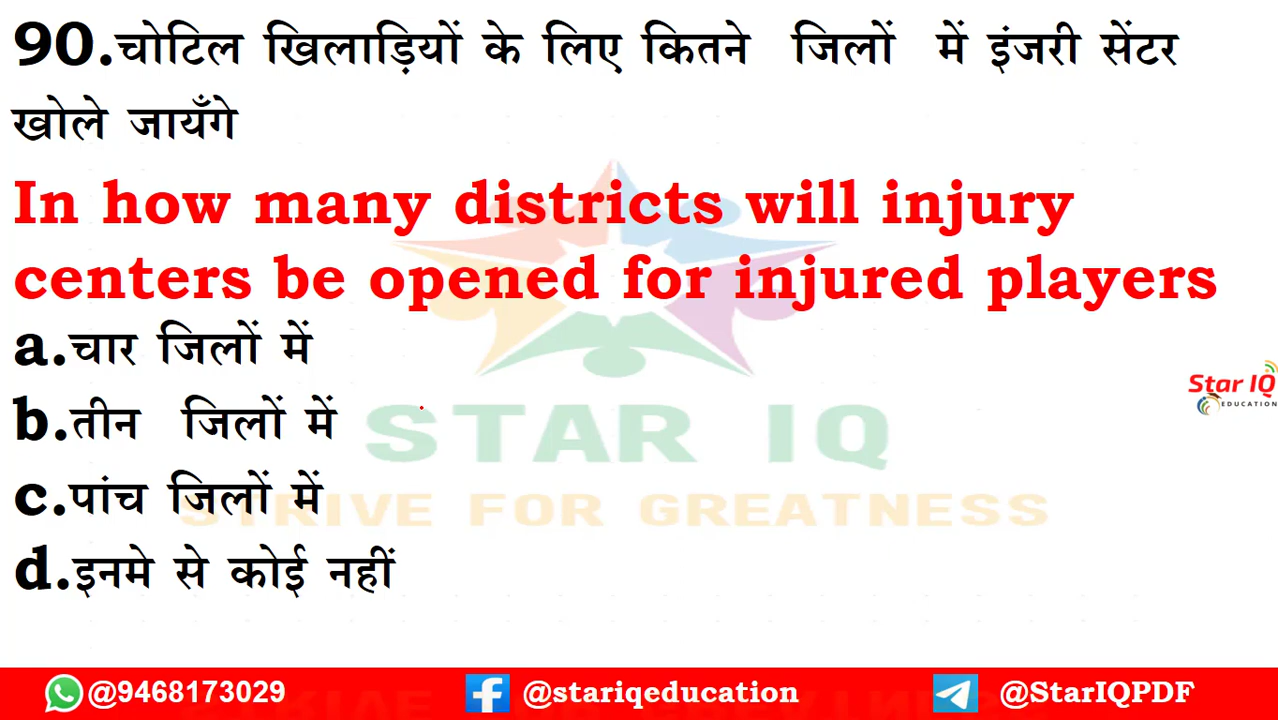 90.चोटिल खिलाड़ियों के लिए कितने जिलों में इंजरी सेंटर
खोले जायँगे
In how many districts will injury
centers be opened for injured players
a.चार जिलों में
b.तीन जिलों में
c.पांच जिलों में
d.इनमे से कोई नहीं
STAR IQ
STRIVE FOR GREATNESS
Star IQ
EDUCATION
@9468173029 @stariqeducation @StarIQPDF